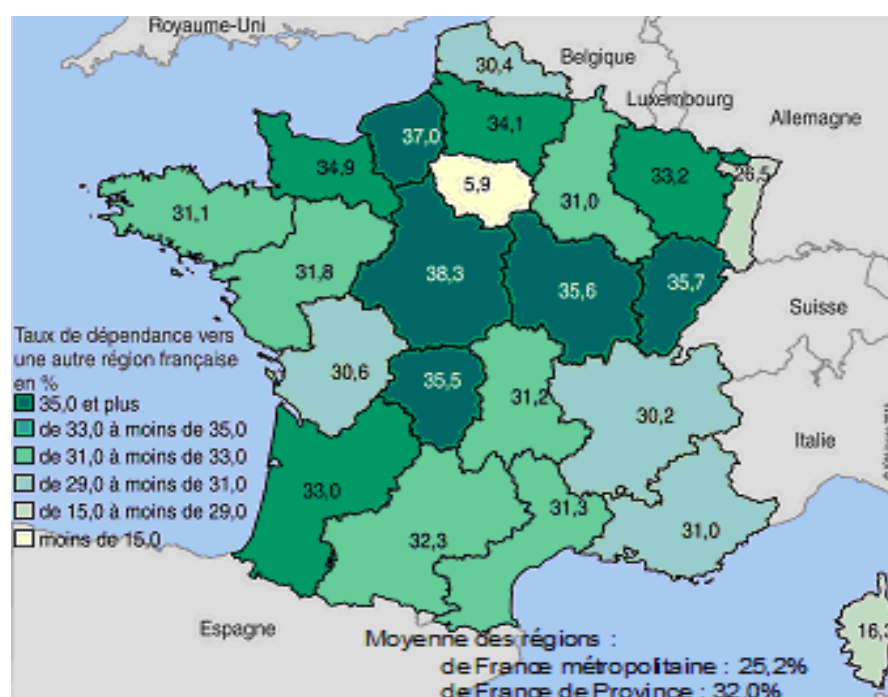 Royaume-Uni
Belgique
Luxembourg
Allemagne
30,4
37,0
34,1
34,9
5,9
31,0
33,2
26,5
31,1
31,8
38,3
35,6
35,7
Suisse
Taux de dépendance vers
une autre région française
en %
35,0 et plus
de 33,0 à moins de 35,0
de 31,0 à moins de 33,0
de 29,0 à moins de 31,0
de 15,0 à moins de 29,0
moins de 15,0
30,6
35,5
31,2
30,2
Italie
33,0
32,3
31,3
31,0
Espagne
16,3
Moyenne des régions :
de France métropolitaine : 25,2%
de France de Province : 32,0%